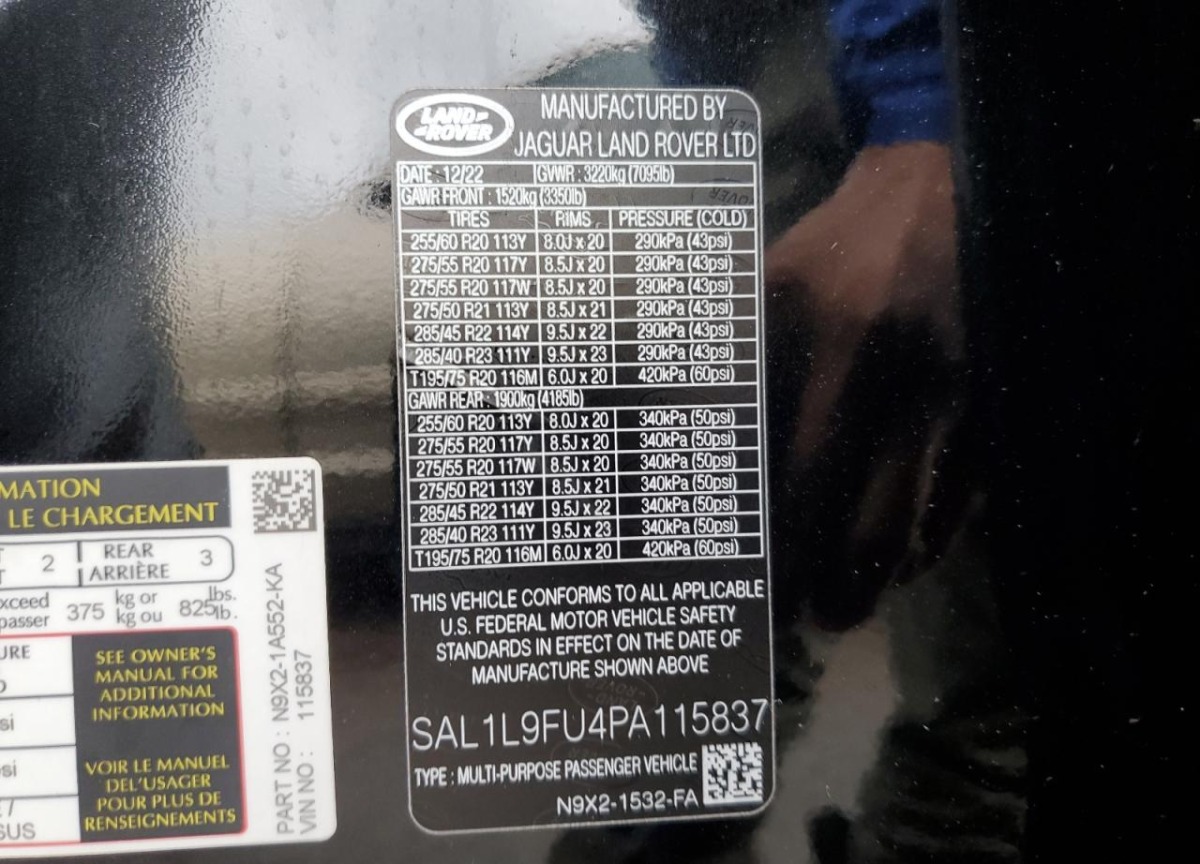 LAND
ROVER
MANUFACTURED BY
JAGUAR LAND ROVER LTD
DATE : 12/22 GVWR : 3220kg (7095lb)
GAWR FRONT : 1520kg (3350lb)
TIRES RIMS PRESSURE (COLD)
255/60 R20 113Y 8.0J x 20 290kPa (43psi)
275/55 R20 117Y 8.5J x 20 290kPa (43psi)
275/55 R20 117W 8.5J x 20 290kPa (43psi)
275/50 R21 113Y 8.5J x 21 290kPa (43psi)
285/45 R22 114Y 9.5J x 22 290kPa (43psi)
285/40 R23 111Y 9.5J x 23 290kPa (43psi)
T195/75 R20 116M 6.0J x 20 420kPa (60psi)
GAWR REAR : 1900kg (4185lb)
255/60 R20 113Y 8.0J x 20 340kPa (50psi)
275/55 R20 117Y 8.5J x 20 340kPa (50psi)
275/55 R20 117W 8.5J x 20 340kPa (50psi)
275/50 R21 113Y 8.5J x 21 340kPa (50psi)
285/45 R22 114Y 9.5J x 22 340kPa (50psi)
285/40 R23 111Y 9.5J x 23 340kPa (50psi)
T195/75 R20 116M 6.0J x 20 420kPa (60psi)
THIS VEHICLE CONFORMS TO ALL APPLICABLE
U.S. FEDERAL MOTOR VEHICLE SAFETY
STANDARDS IN EFFECT ON THE DATE OF
MANUFACTURE SHOWN ABOVE
SAL1L9FU4PA115837
TYPE : MULTI-PURPOSE PASSENGER VEHICLE
N9X2-1532-FA
MATION
LE CHARGEMENT
2 REAR 3
ARRIÈRE
xceed 375 kg or 825 lbs.
passer kg ou lb.
URE
SEE OWNER'S
MANUAL FOR
ADDITIONAL
INFORMATION
si
si
VOIR LE MANUEL
DEL'USAGER
POUR PLUS DE
RENSEIGNEMENTS
SUS
PART NO : N9X2-1A552-KA
VIN NO : 115837